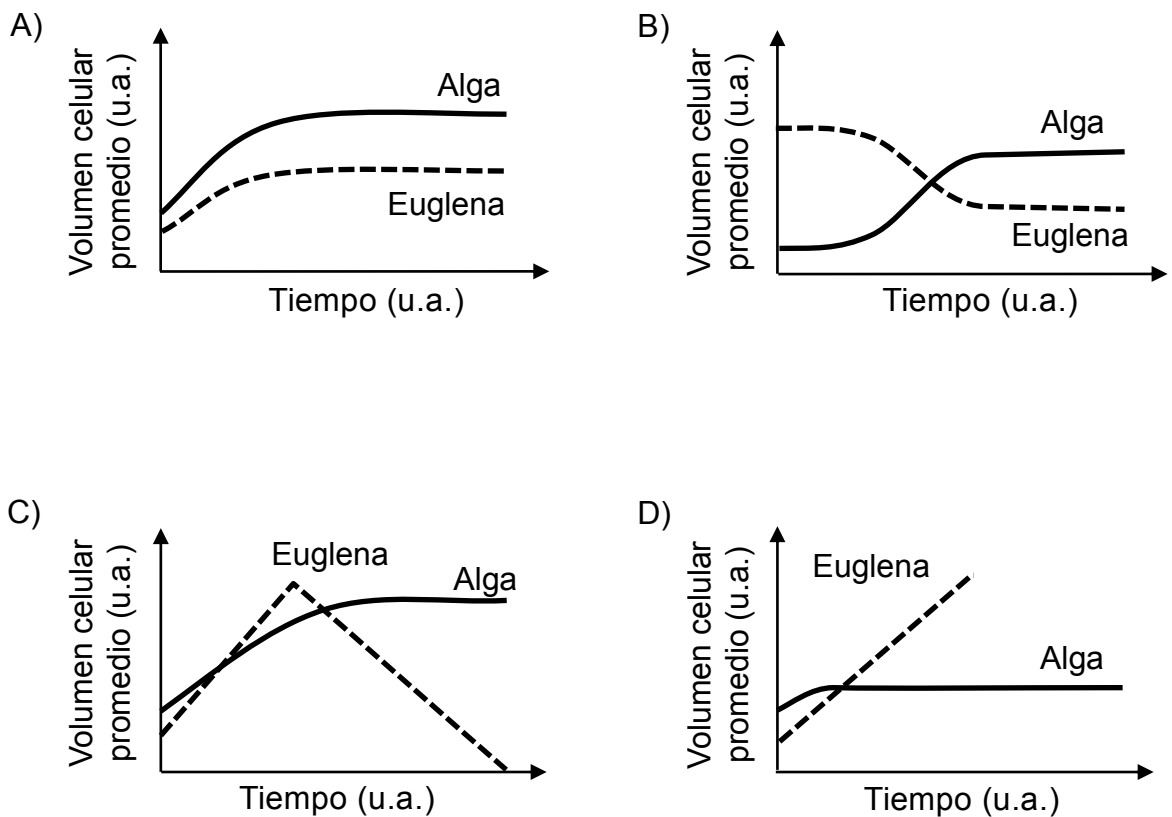 A)
Volumen celular
promedio (u.a.)
Alga
Euglena
Tiempo (u.a.)
B)
Volumen celular
promedio (u.a.)
Alga
Euglena
Tiempo (u.a.)
C)
Volumen celular
promedio (u.a.)
Euglena
Alga
Tiempo (u.a.)
D)
Volumen celular
promedio (u.a.)
Euglena
Alga
Tiempo (u.a.)